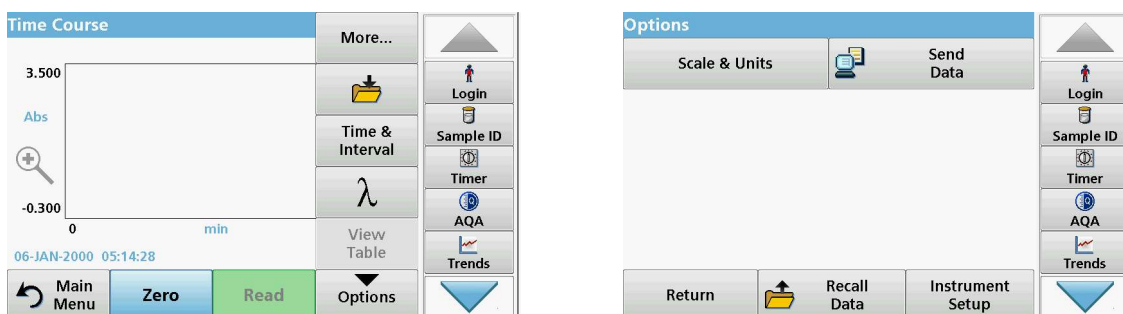 Time Course
More...
3.500
Abs
Time &
Interval
λ
-0.300
0
min
View
Table
06-JAN-2000 05:14:28
Main
Menu
Zero
Read
Options
Login
Sample ID
Timer
AQA
Trends
Options
Scale & Units
Send
Data
Return
Recall
Data
Instrument
Setup
Login
Sample ID
Timer
AQA
Trends